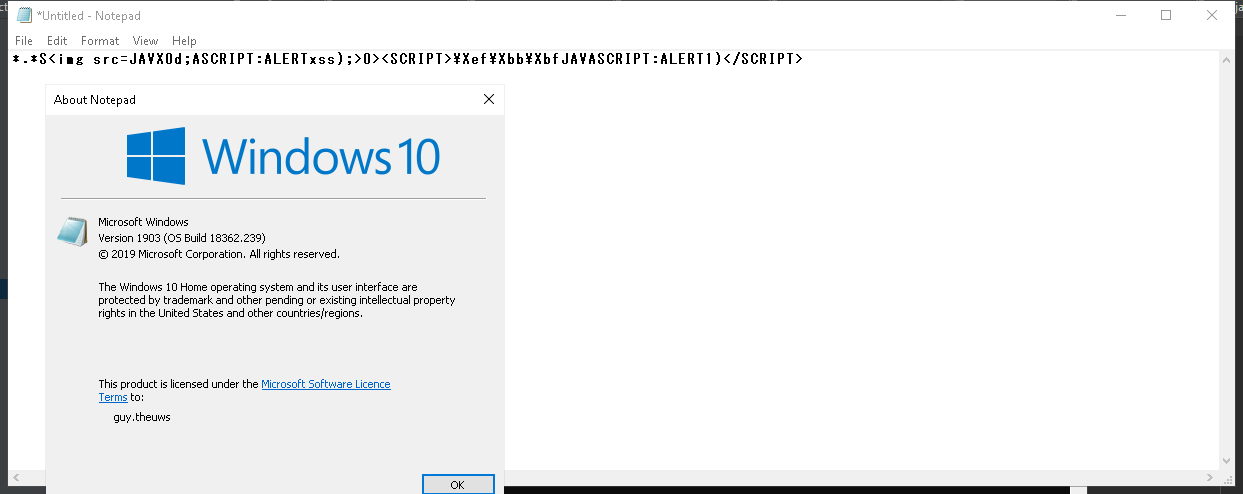 *Untitled - Notepad
File Edit Format View Help
*.*S<img src=JAVX0d;ASCRIPT:ALERTxss);>0><SCRIPT>¥Xef¥Xbb¥XbfJAVASCRIPT:ALERT1)</SCRIPT>
About Notepad
Windows 10
Microsoft Windows
Version 1903 (OS Build 18362.239)
© 2019 Microsoft Corporation. All rights reserved.
The Windows 10 Home operating system and its user interface are
protected by trademark and other pending or existing intellectual property
rights in the United States and other countries/regions.
This product is licensed under the Microsoft Software Licence
Terms to:
guy.theuws
OK